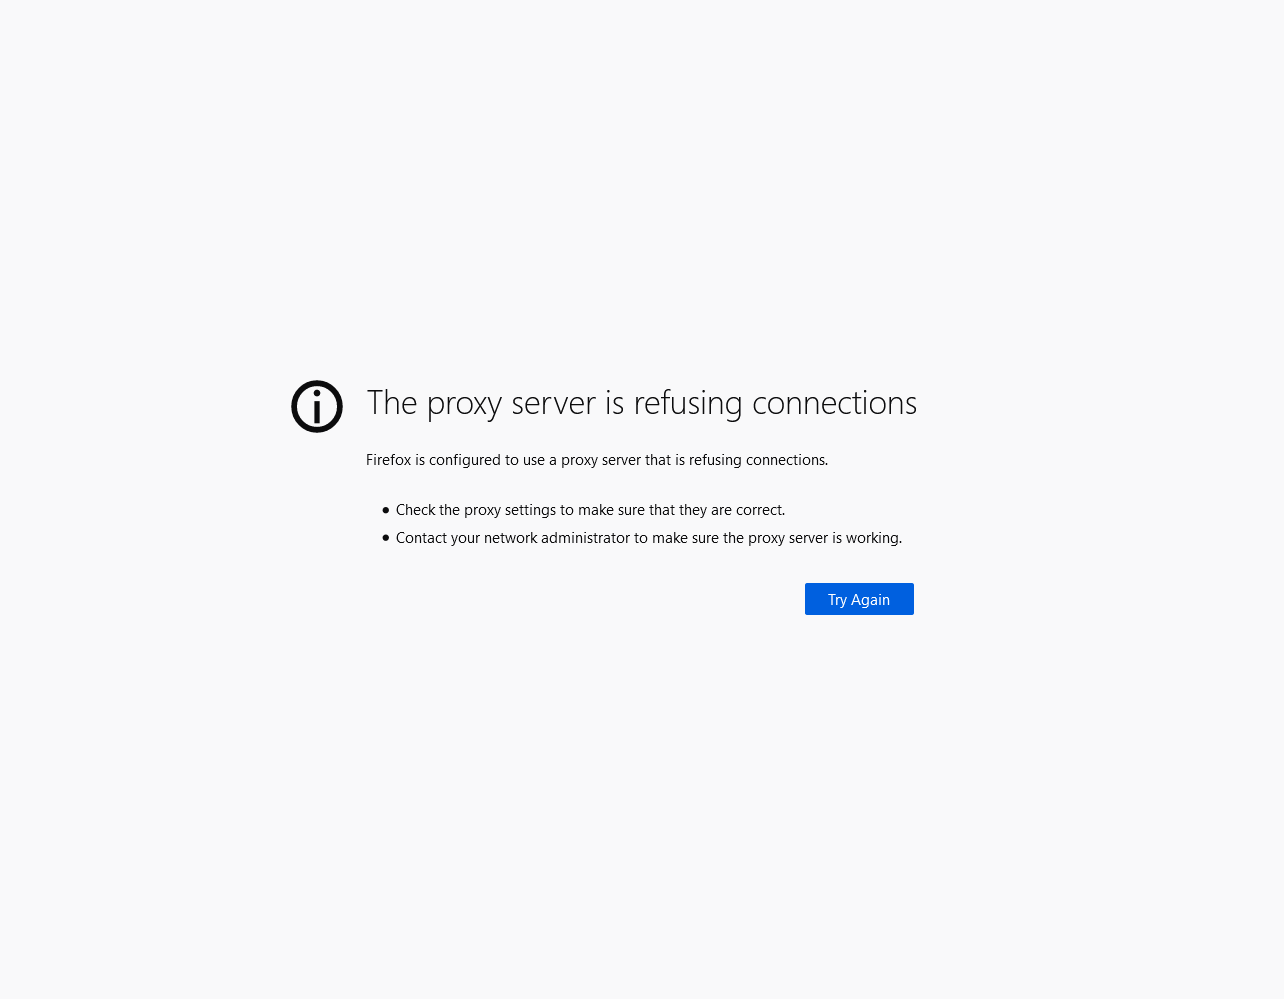 The proxy server is refusing connections
Firefox is configured to use a proxy server that is refusing connections.
Check the proxy settings to make sure that they are correct.
Contact your network administrator to make sure the proxy server is working.
Try Again